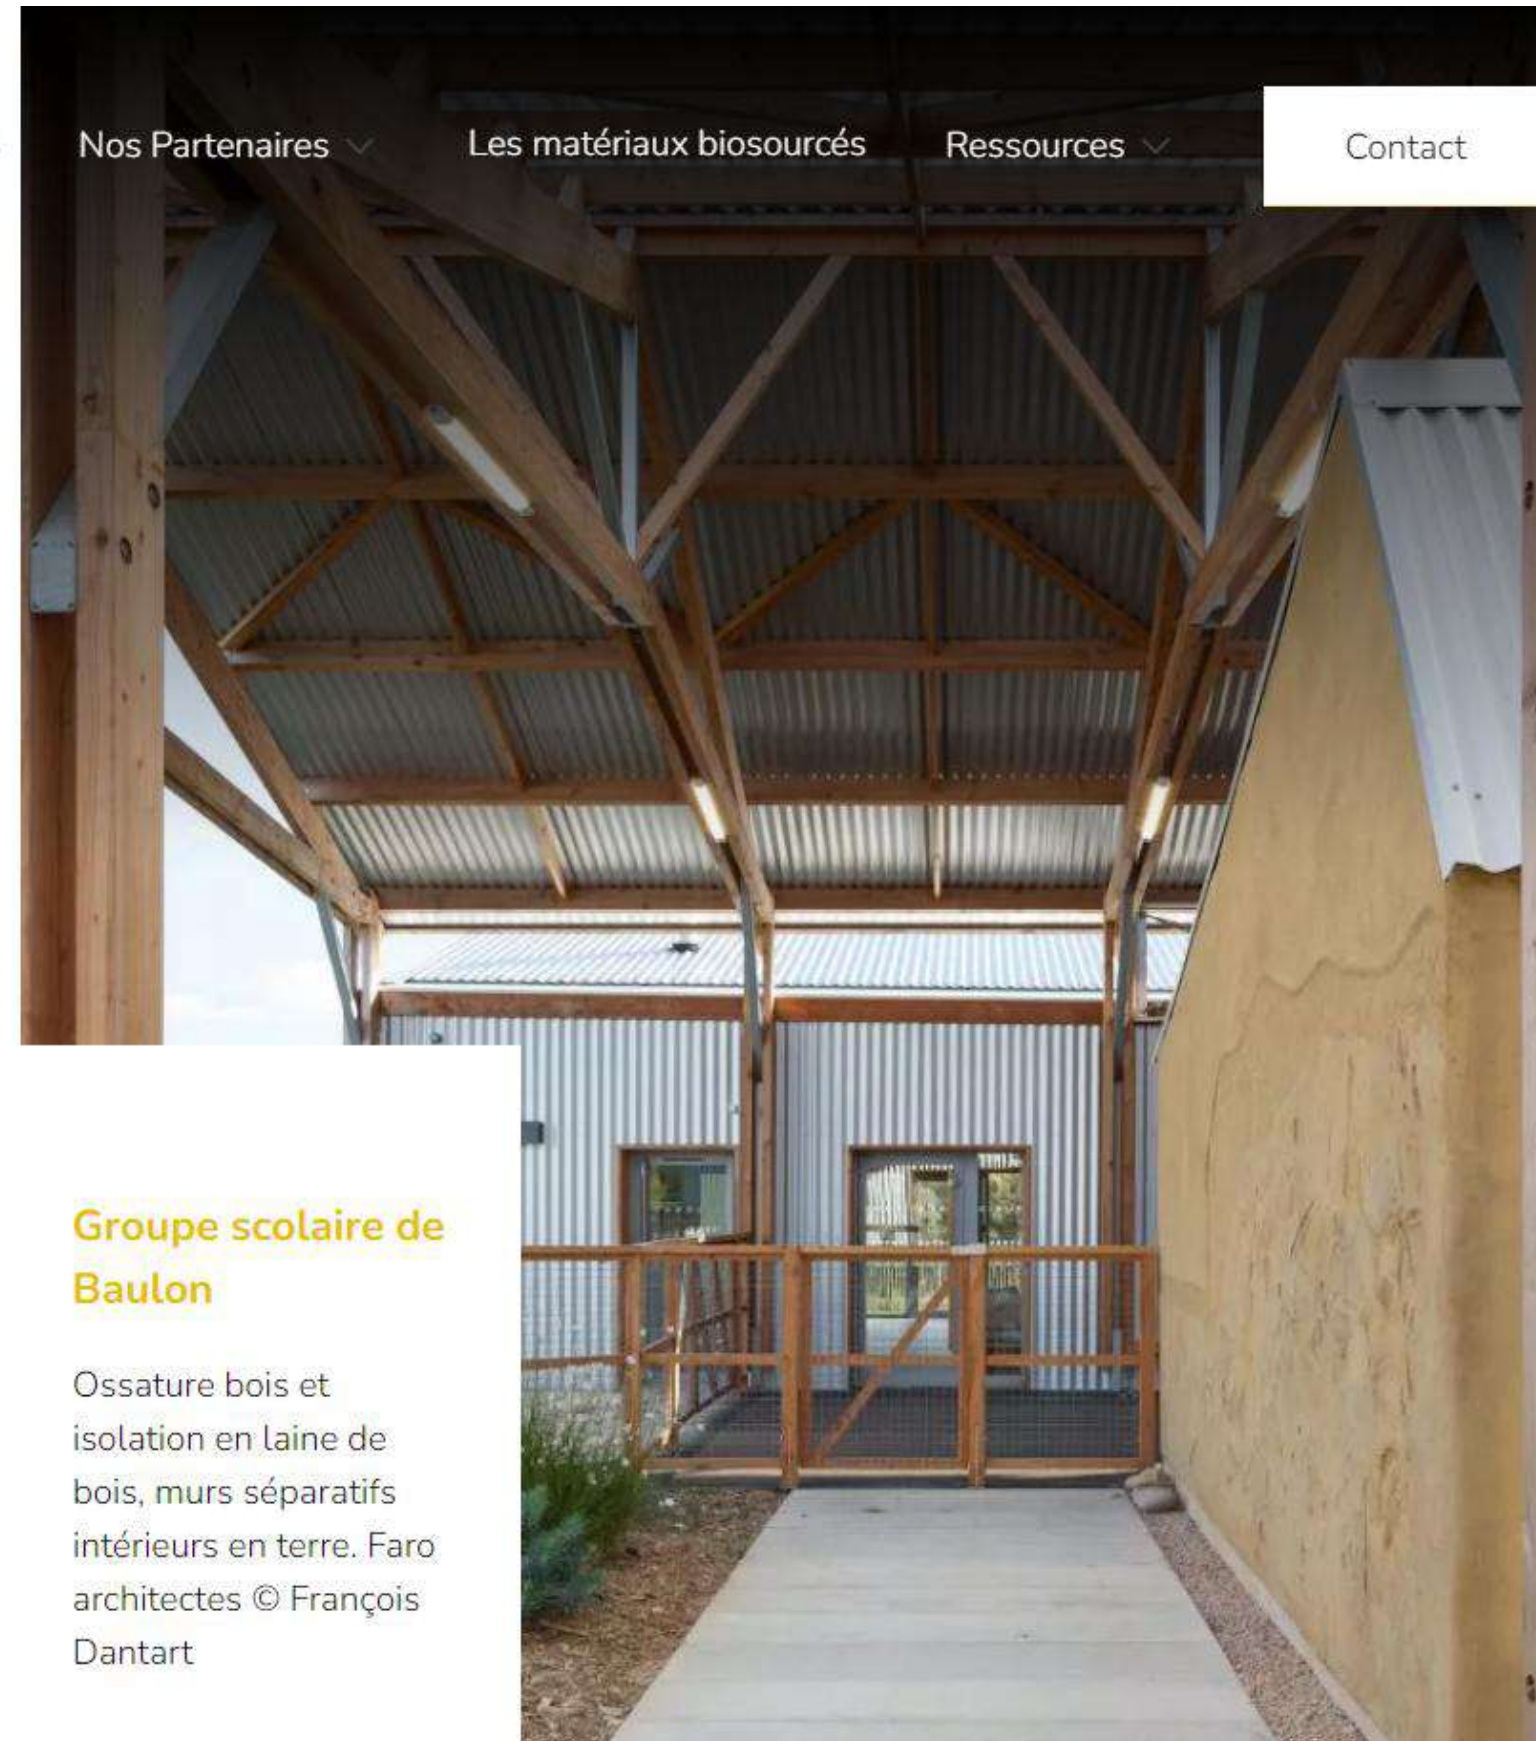 Nos Partenaires Les matériaux biosourcés Ressources Contact
Groupe scolaire de
Baulon
Ossature bois et
isolation en laine de
bois, murs séparatifs
intérieurs en terre. Faro
architectes © François
Dantart